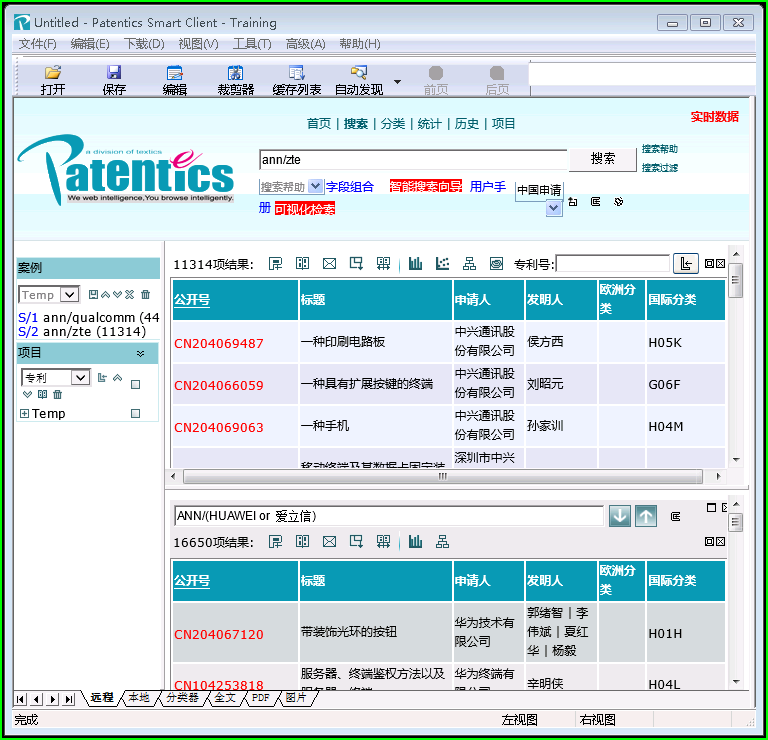 Untitled - Patentics Smart Client - Training
文件(F) 编辑(E) 下载(D) 视图(V) 工具(T) 高级(A) 帮助(H)
打开 保存 编辑 裁剪器 缓存列表 自动发现 前页 后页
首页 | 搜索 | 分类 | 统计 | 历史 | 项目
实时数据
a division of textics
Patentics
We web intelligence,You browse intelligently.
ann/zte
搜索
搜索帮助
搜索过滤
搜索帮助 字段组合 智能搜索向导 用户手册 可视化检索
中国申请
案例
Temp
S/1 ann/qualcomm (44
S/2 ann/zte (11314)
项目
专利
Temp
11314项结果:
专利号:
公开号 标题 申请人 发明人 欧洲分类 国际分类
CN204069487 一种印刷电路板 中兴通讯股份有限公司 侯方西 H05K
CN204066059 一种具有扩展按键的终端 中兴通讯股份有限公司 刘昭元 G06F
CN204069063 一种手机 中兴通讯股份有限公司 孙家训 H04M
移动终端及其数据卡固定装 深圳市中兴
ANN/(HUAWEI or 爱立信)
16650项结果:
公开号 标题 申请人 发明人 欧洲分类 国际分类
CN204067120 带装饰光环的按钮 华为技术有限公司 郭绪智 | 李伟斌 | 夏红华 | 杨毅 H01H
CN104253818 服务器、终端鉴权方法以及服务器、终端 华为终端有 辛明侠 H04L
远程 本地 分类器 全文 PDF 图片
完成 左视图 右视图